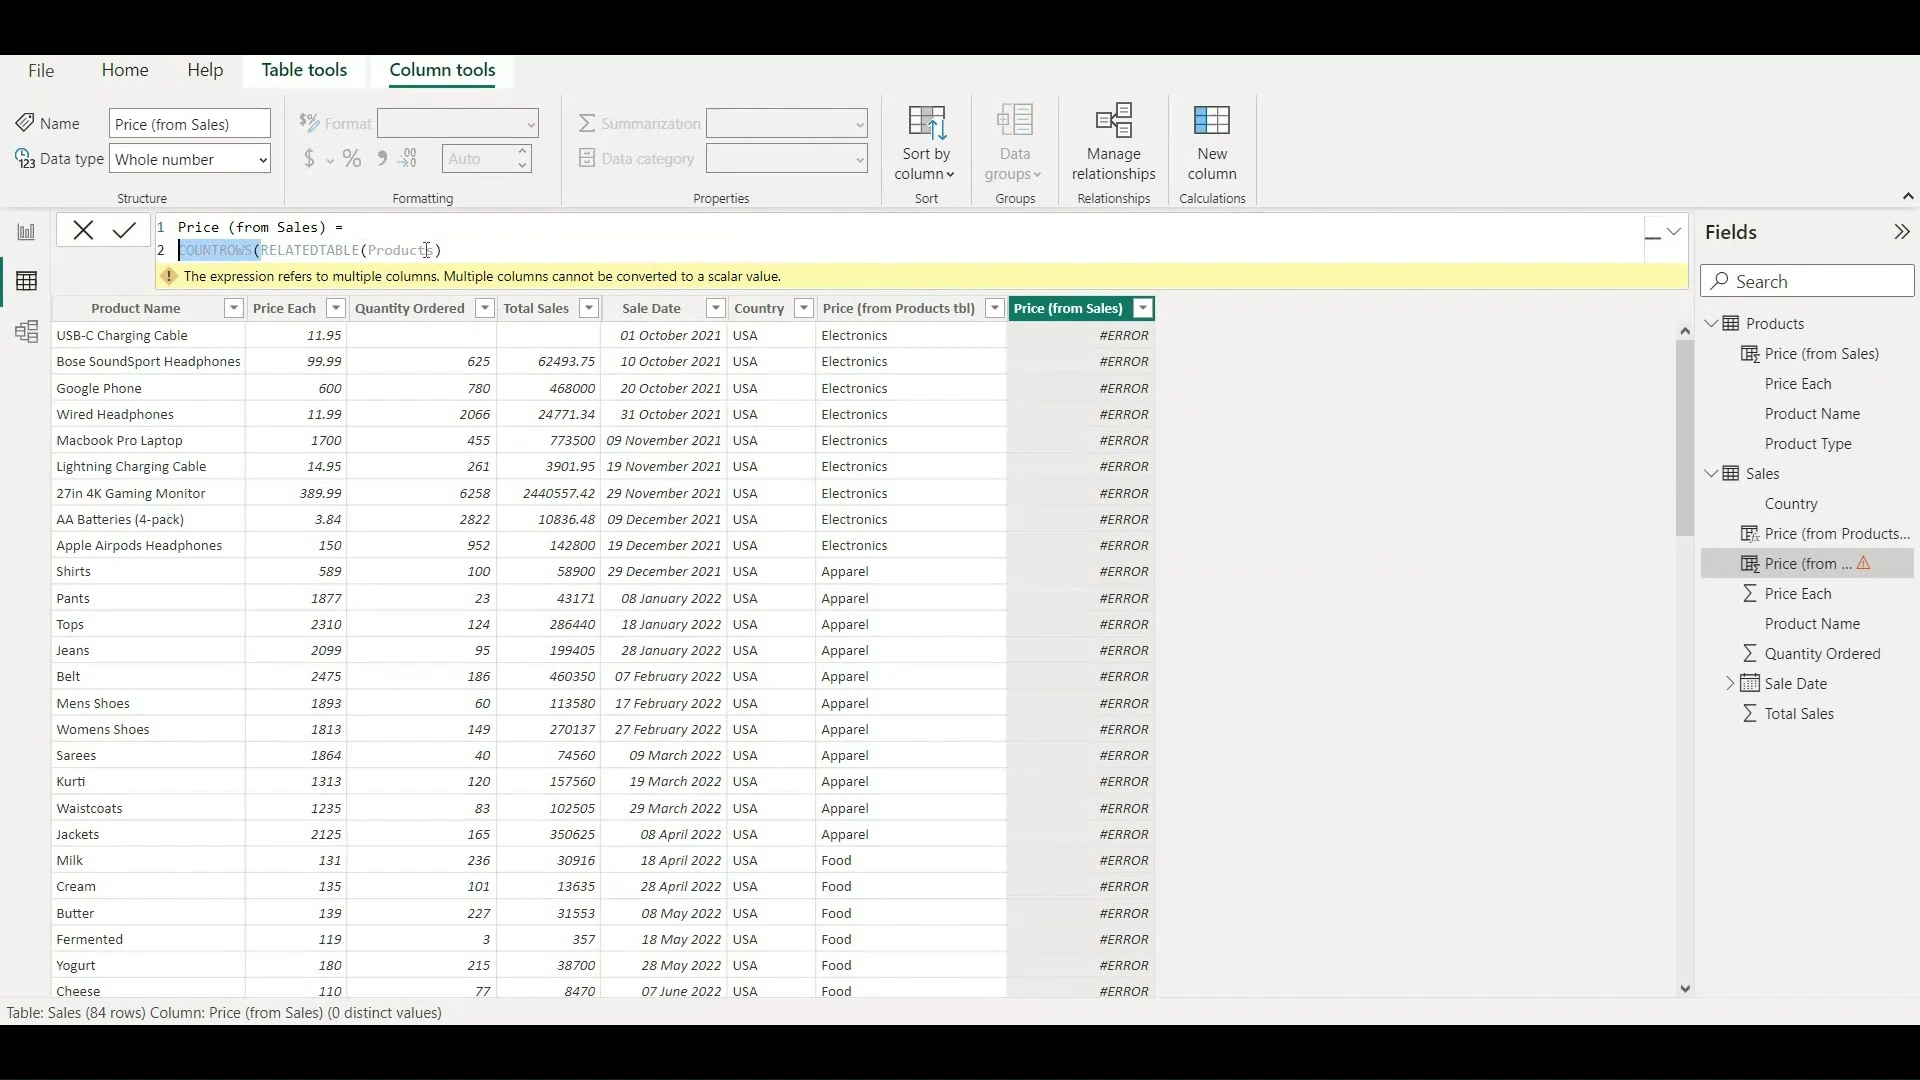 File Home Help Table tools Column tools
Name Price (from Sales) Format Summarization
Data type Whole number $ % 9 .00 Auto Data category
Sort by column Data groups Manage relationships New column
Structure Formatting Properties Sort Groups Relationships Calculations
1 Price (from Sales) =
2 COUNTROWS(RELATEDTABLE(Products)
The expression refers to multiple columns. Multiple columns cannot be converted to a scalar value.
Product Name Price Each Quantity Ordered Total Sales Sale Date Country Price (from Products tbl) Price (from Sales)
USB-C Charging Cable 11.95 01 October 2021 USA Electronics #ERROR
Bose SoundSport Headphones 99.99 625 62493.75 10 October 2021 USA Electronics #ERROR
Google Phone 600 780 468000 20 October 2021 USA Electronics #ERROR
Wired Headphones 11.99 2066 24771.34 31 October 2021 USA Electronics #ERROR
Macbook Pro Laptop 1700 455 773500 09 November 2021 USA Electronics #ERROR
Lightning Charging Cable 14.95 261 3901.95 19 November 2021 USA Electronics #ERROR
27in 4K Gaming Monitor 389.99 6258 2440557.42 29 November 2021 USA Electronics #ERROR
AA Batteries (4-pack) 3.84 2822 10836.48 09 December 2021 USA Electronics #ERROR
Apple Airpods Headphones 150 952 142800 19 December 2021 USA Electronics #ERROR
Shirts 589 100 58900 29 December 2021 USA Apparel #ERROR
Pants 1877 23 43171 08 January 2022 USA Apparel #ERROR
Tops 2310 124 286440 18 January 2022 USA Apparel #ERROR
Jeans 2099 95 199405 28 January 2022 USA Apparel #ERROR
Belt 2475 186 460350 07 February 2022 USA Apparel #ERROR
Mens Shoes 1893 60 113580 17 February 2022 USA Apparel #ERROR
Womens Shoes 1813 149 270137 27 February 2022 USA Apparel #ERROR
Sarees 1864 40 74560 09 March 2022 USA Apparel #ERROR
Kurti 1313 120 157560 19 March 2022 USA Apparel #ERROR
Waistcoats 1235 83 102505 29 March 2022 USA Apparel #ERROR
Jackets 2125 165 350625 08 April 2022 USA Apparel #ERROR
Milk 131 236 30916 18 April 2022 USA Food #ERROR
Cream 135 101 13635 28 April 2022 USA Food #ERROR
Butter 139 227 31553 08 May 2022 USA Food #ERROR
Fermented 119 3 357 18 May 2022 USA Food #ERROR
Yogurt 180 215 38700 28 May 2022 USA Food #ERROR
Cheese 110 77 8470 07 June 2022 USA Food #ERROR
Table: Sales (84 rows) Column: Price (from Sales) (0 distinct values)
Fields
Search
Products
Price (from Sales)
Price Each
Product Name
Product Type
Sales
Country
Price (from Products...
Price (from ...
Price Each
Product Name
Quantity Ordered
Sale Date
Total Sales